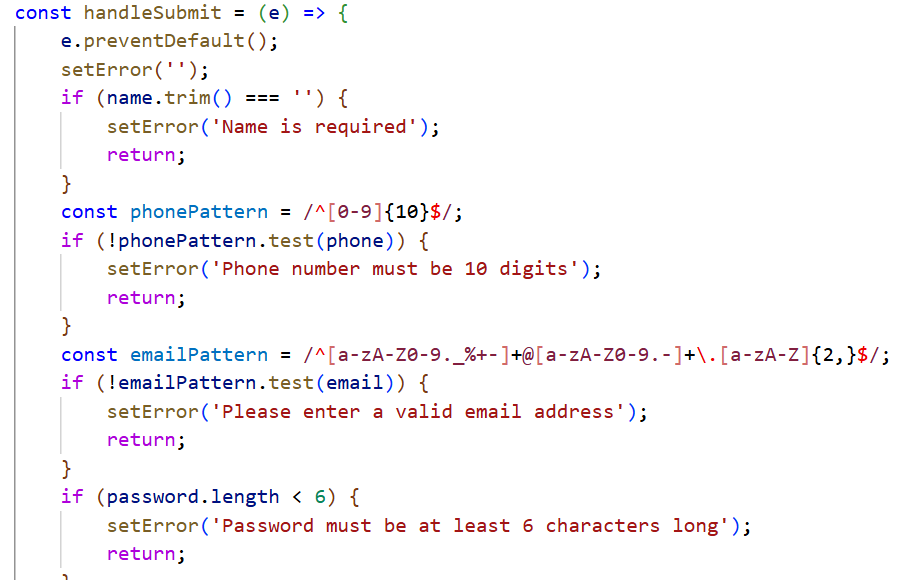 const handleSubmit = (e) => {
    e.preventDefault();
    setError('');
    if (name.trim() === '') {
        setError('Name is required');
        return;
    }
    const phonePattern = /^[0-9]{10}$/;
    if (!phonePattern.test(phone)) {
        setError('Phone number must be 10 digits');
        return;
    }
    const emailPattern = /^[a-zA-Z0-9._%+-]+@[a-zA-Z0-9.-]+\.[a-zA-Z]{2,}$/;
    if (!emailPattern.test(email)) {
        setError('Please enter a valid email address');
        return;
    }
    if (password.length < 6) {
        setError('Password must be at least 6 characters long');
        return;
    }